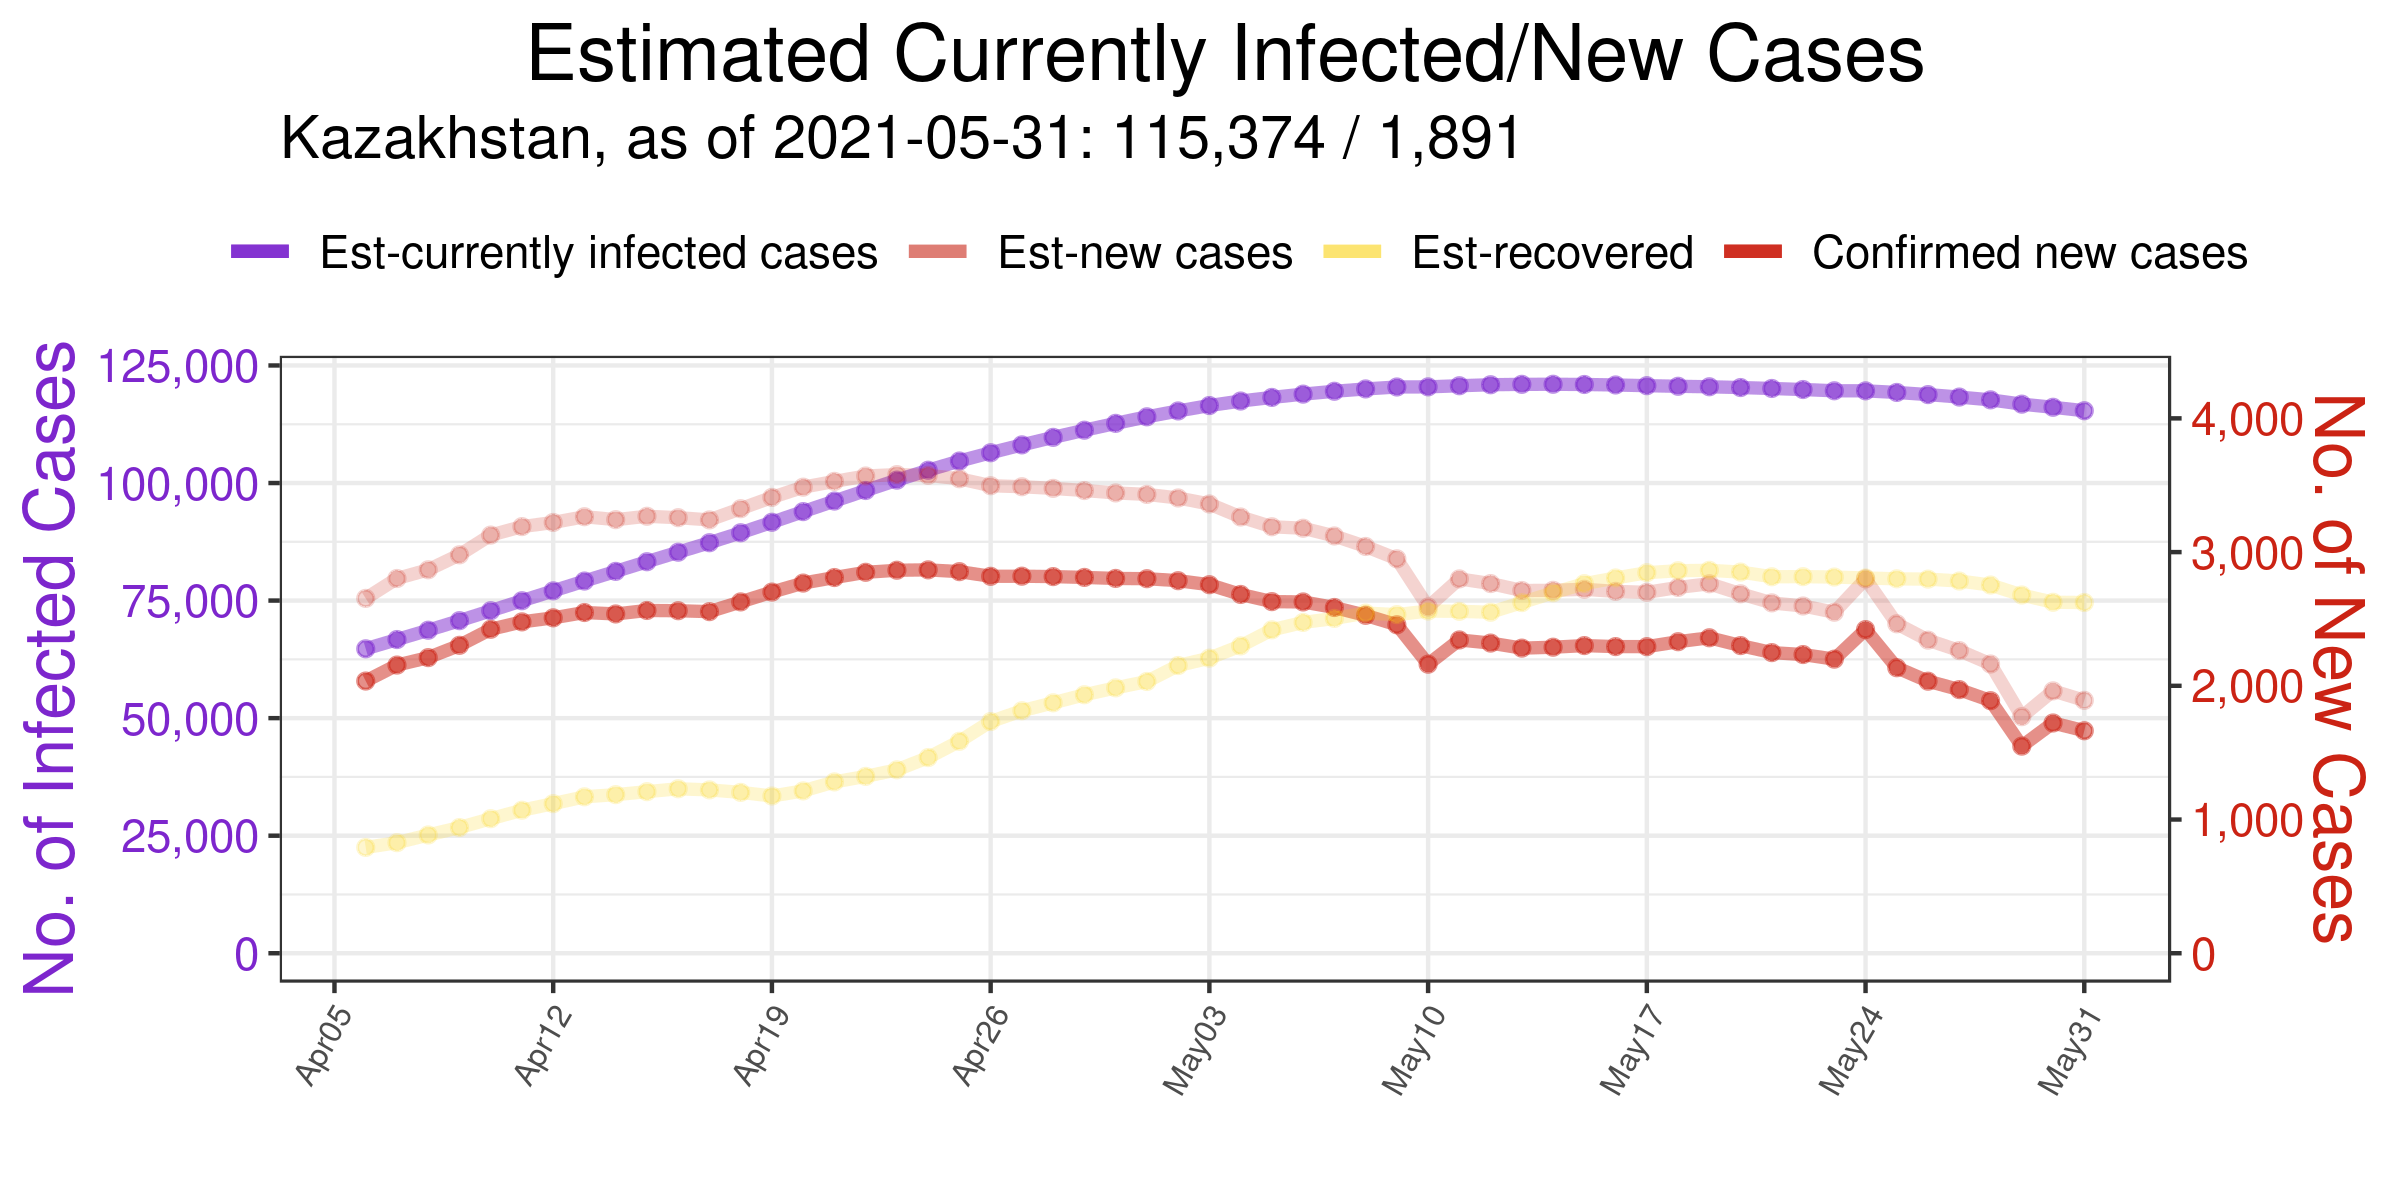 Estimated Currently Infected/New Cases
Kazakhstan, as of 2021-05-31: 115,374 / 1,891
Est-currently infected cases Est-new cases Est-recovered Confirmed new cases
No. of Infected Cases
125,000
100,000
75,000
50,000
25,000
0
4,000
3,000
2,000
1,000
0
No. of New Cases
Apr05 Apr12 Apr19 Apr26 May03 May10 May17 May24 May31